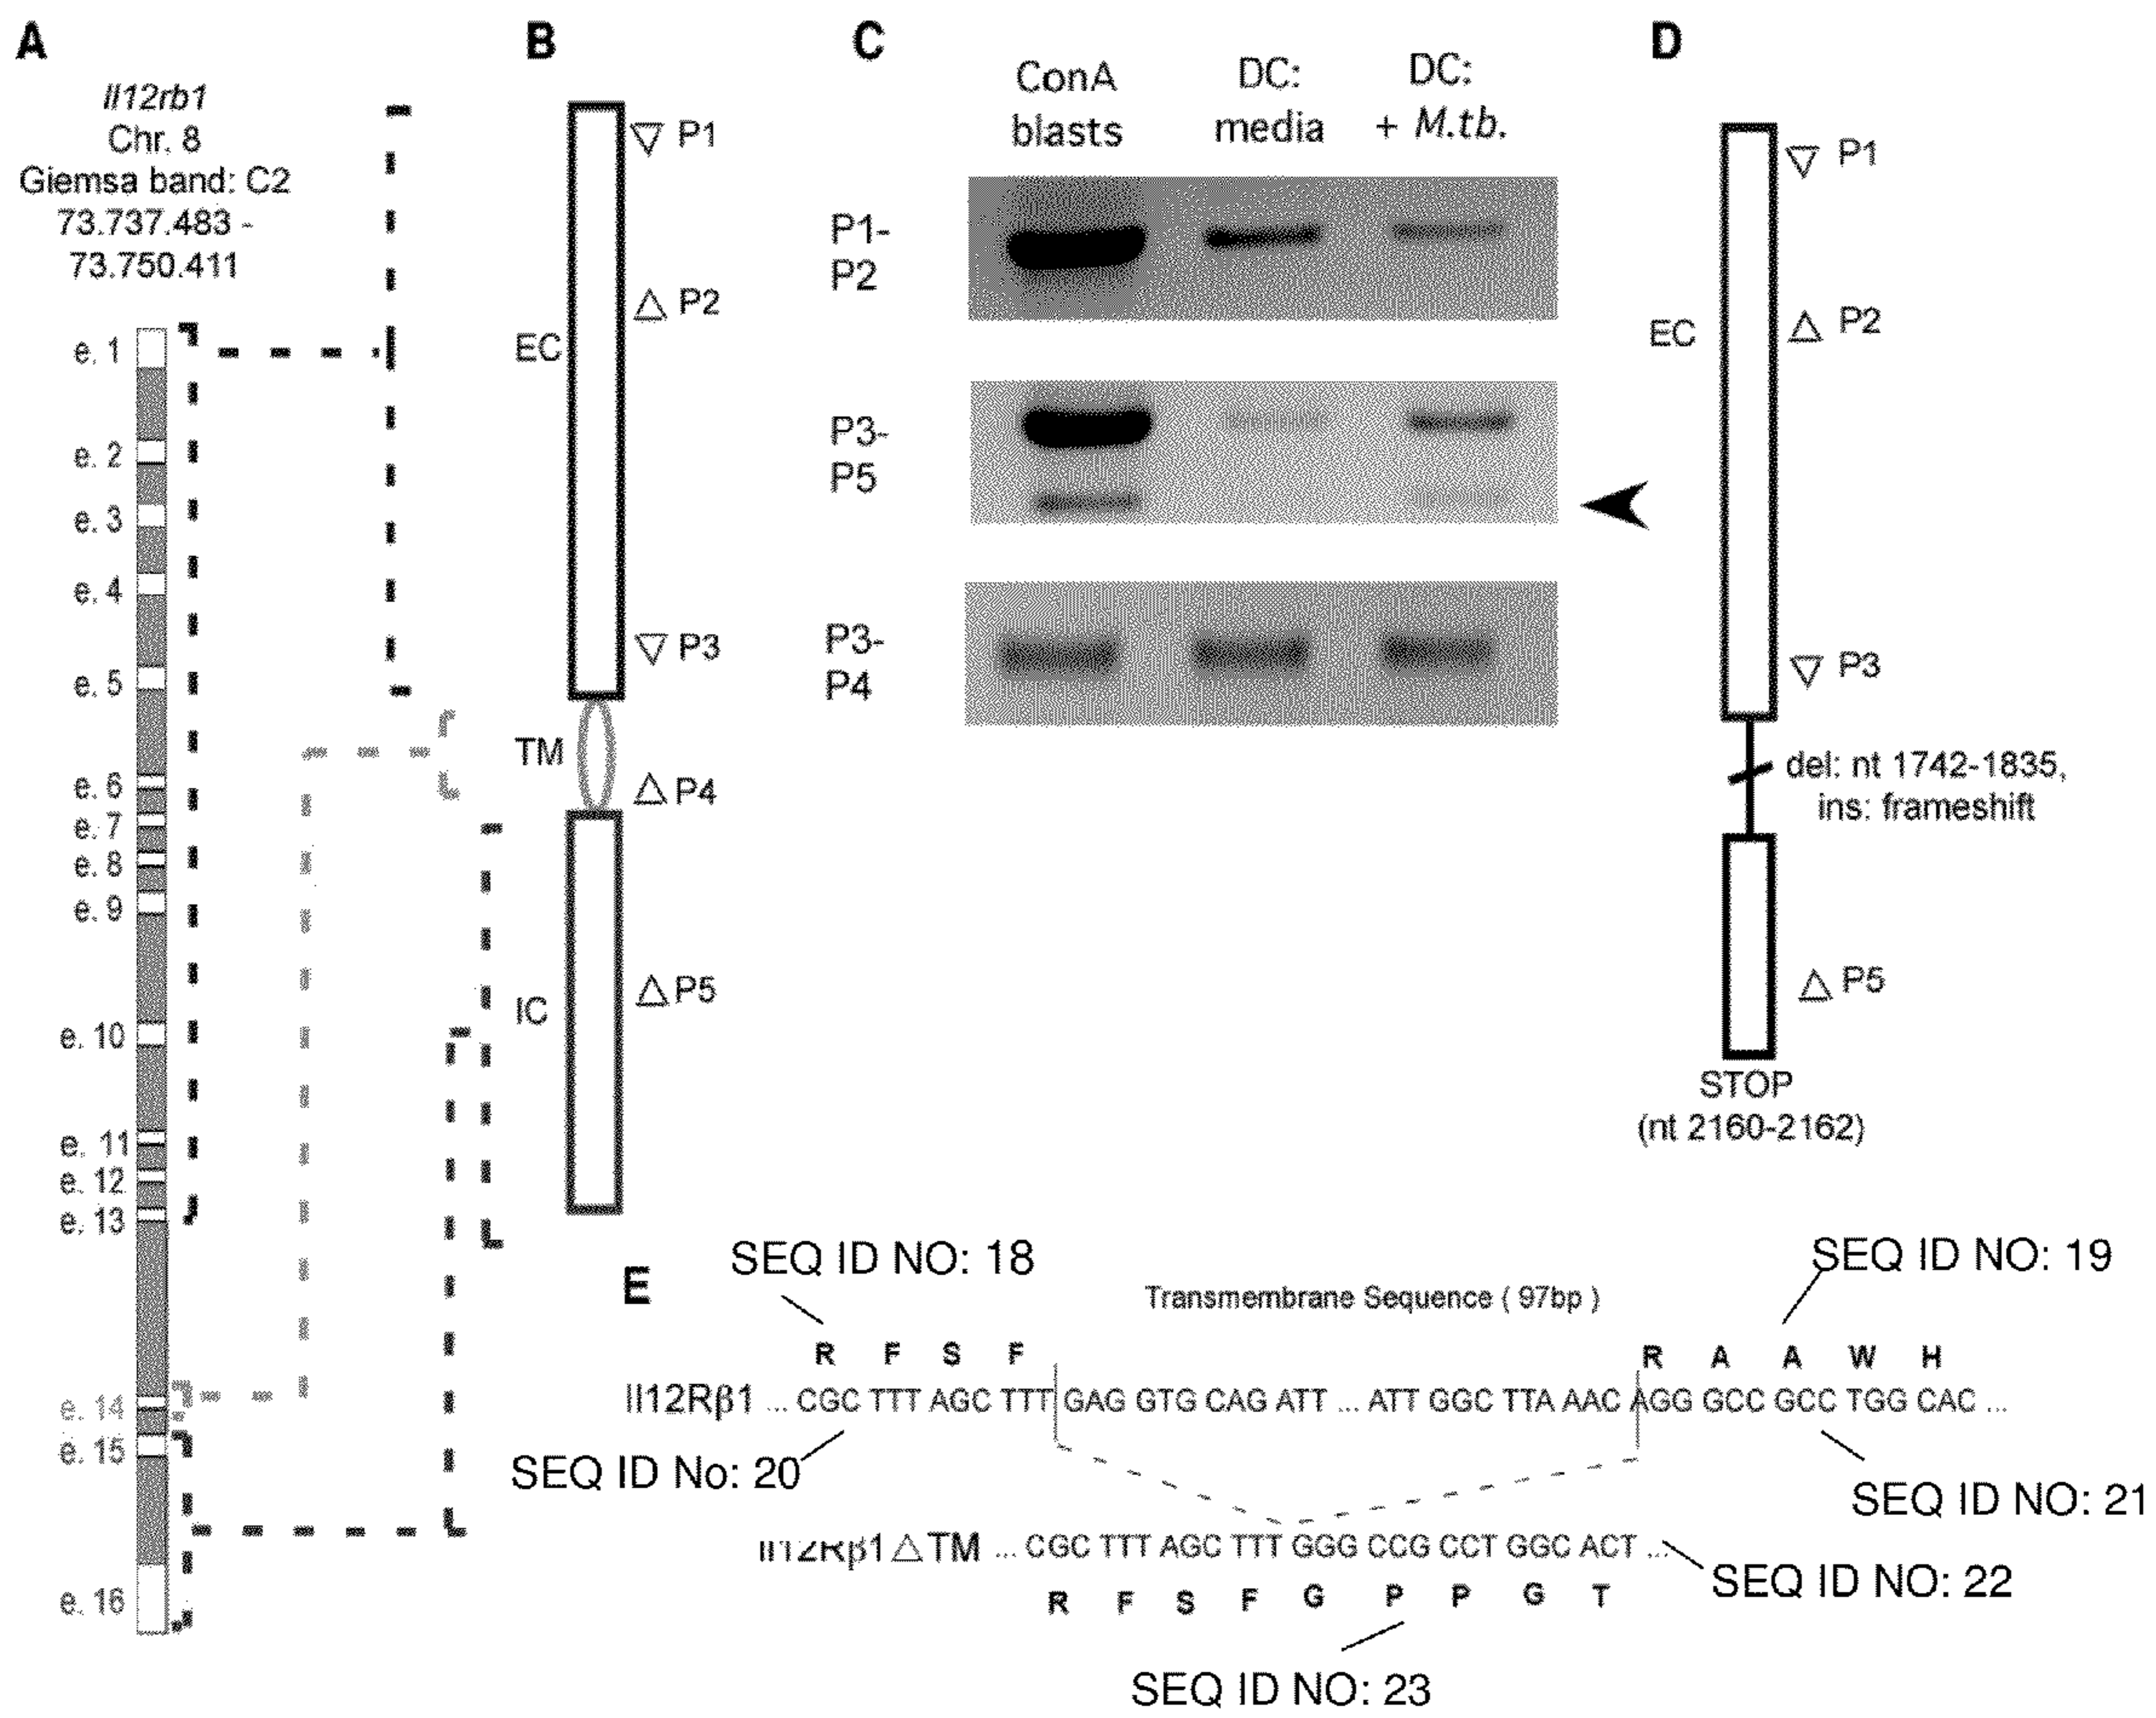 A
Il12rb1
Chr. 8
Giemsa band: C2
73.737.483 -
73.750.411
e. 1
e. 2
e. 3
e. 4
e. 5
e. 6
e. 7
e. 8
e. 9
e. 10
e. 11
e. 12
e. 13
e. 14
e. 15
e. 16
B
EC
TM
IC
P1
P2
P3
P4
P5
C
ConA
blasts
DC:
media
DC:
+ M.tb.
P1-
P2
P3-
P5
P3-
P4
D
EC
P1
P2
P3
del: nt 1742-1835,
ins: frameshift
P5
STOP
(nt 2160-2162)
E
SEQ ID NO: 18
Transmembrane Sequence ( 97bp )
SEQ ID NO: 19
R F S F
R A A W H
Il12Rβ1 ... CGC TTT AGC TTT GAG GTG CAG ATT ... ATT GGC TTA AAC AGG GCC GCC TGG CAC ...
SEQ ID No: 20
SEQ ID NO: 21
Il12Rβ1△TM ... CGC TTT AGC TTT GGG CCG CCT GGC ACT ...
SEQ ID NO: 22
R F S F G P P G T
SEQ ID NO: 23